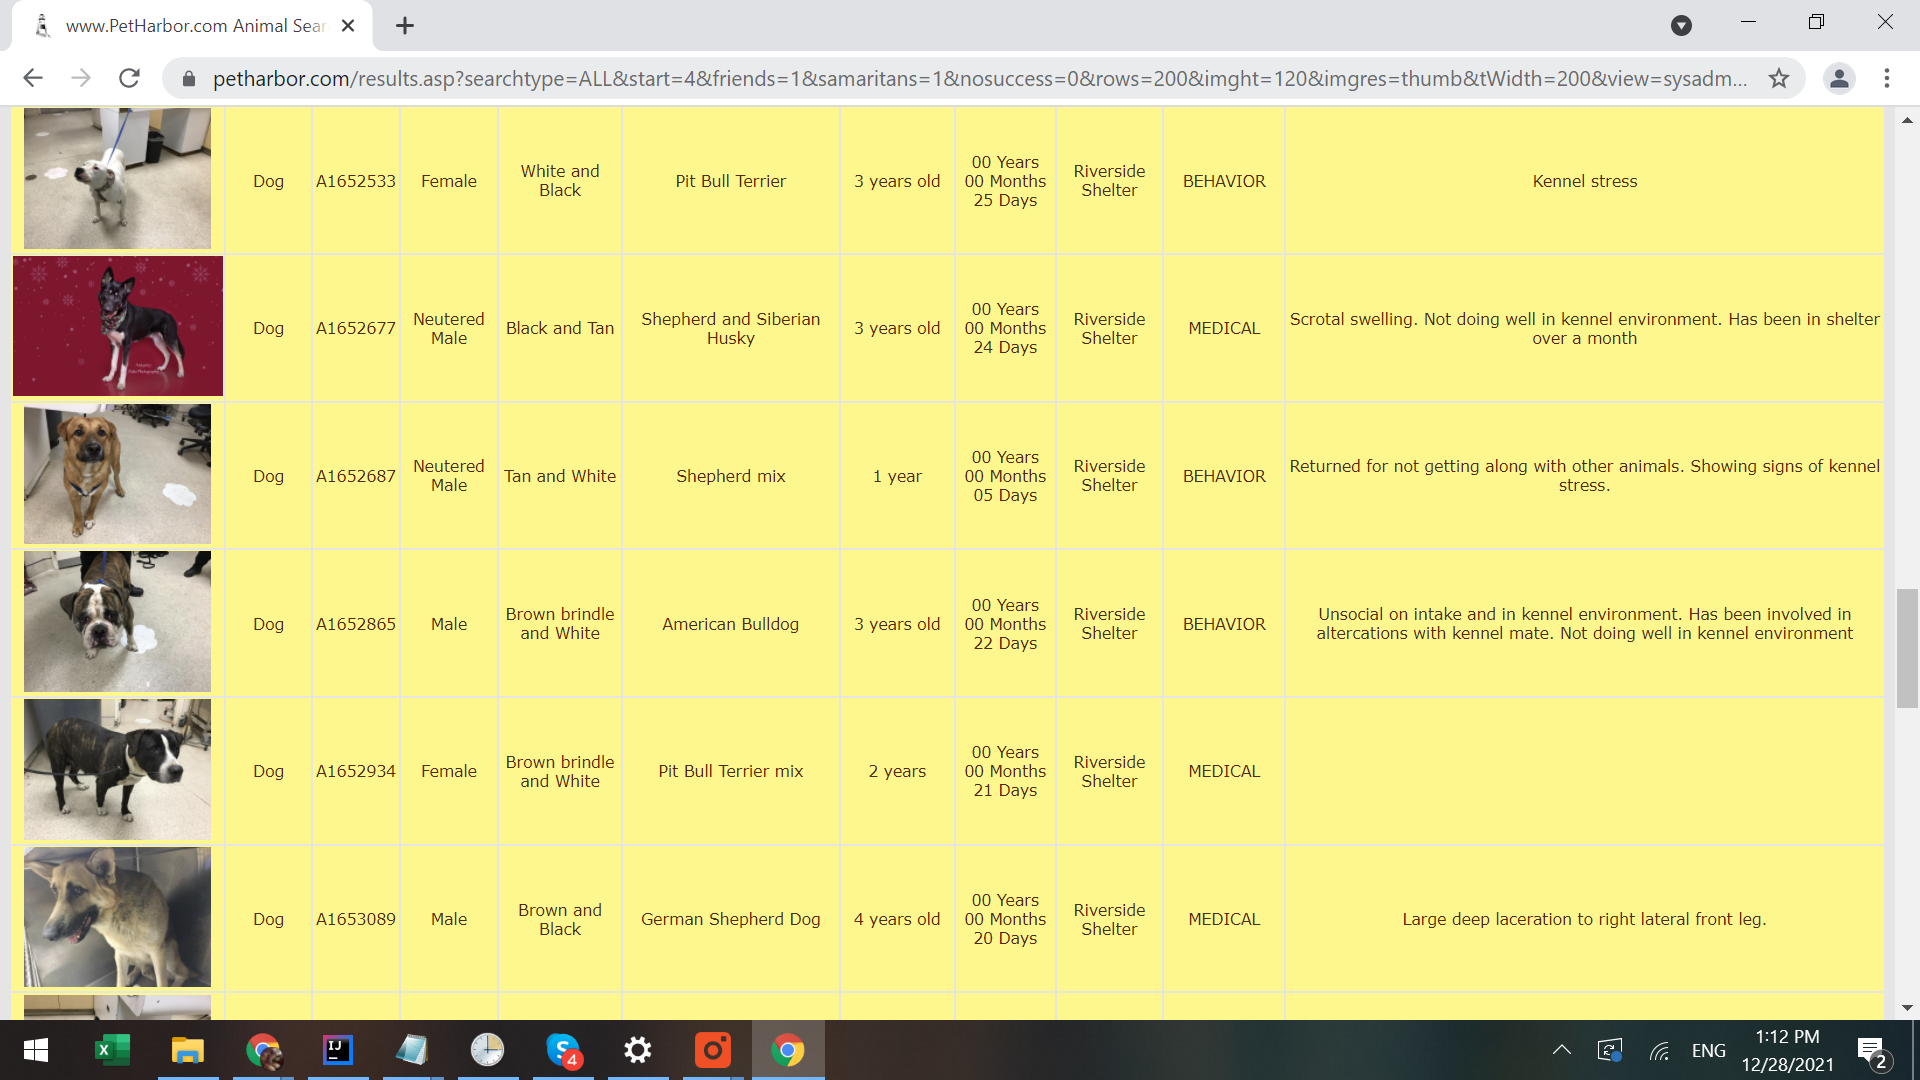 www.PetHarbor.com Animal Sear
petharbor.com/results.asp?searchtype=ALL&start=4&friends=1&samaritans=1&nosuccess=0&rows=200&imght=120&imgres=thumb&tWidth=200&view=sysadm...
Dog A1652533 Female White and Black Pit Bull Terrier 3 years old 00 Years 00 Months 25 Days Riverside Shelter BEHAVIOR Kennel stress
Dog A1652677 Neutered Male Black and Tan Shepherd and Siberian Husky 3 years old 00 Years 00 Months 24 Days Riverside Shelter MEDICAL Scrotal swelling. Not doing well in kennel environment. Has been in shelter over a month
Dog A1652687 Neutered Male Tan and White Shepherd mix 1 year 00 Years 00 Months 05 Days Riverside Shelter BEHAVIOR Returned for not getting along with other animals. Showing signs of kennel stress.
Dog A1652865 Male Brown brindle and White American Bulldog 3 years old 00 Years 00 Months 22 Days Riverside Shelter BEHAVIOR Unsocial on intake and in kennel environment. Has been involved in altercations with kennel mate. Not doing well in kennel environment
Dog A1652934 Female Brown brindle and White Pit Bull Terrier mix 2 years 00 Years 00 Months 21 Days Riverside Shelter MEDICAL
Dog A1653089 Male Brown and Black German Shepherd Dog 4 years old 00 Years 00 Months 20 Days Riverside Shelter MEDICAL Large deep laceration to right lateral front leg.
X
IJ
S 4
ENG
1:12 PM
12/28/2021
2